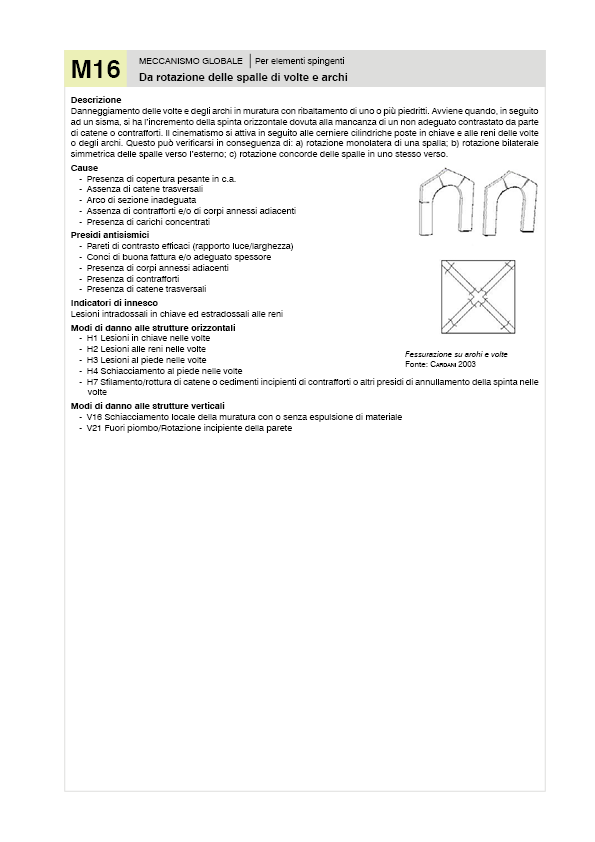 M16
MECCANISMO GLOBALE | Per elementi spingenti
Da rotazione delle spalle di volte e archi
Descrizione
Danneggiamento delle volte e degli archi in muratura con ribaltamento di uno o più piedritti. Avviene quando, in seguito
ad un sisma, si ha l'incremento della spinta orizzontale dovuta alla mancanza di un non adeguato contrastato da parte
di catene o contrafforti. Il cinematismo si attiva in seguito alle cerniere cilindriche poste in chiave e alle reni delle volte
o degli archi. Questo può verificarsi in conseguenza di: a) rotazione monolatera di una spalla; b) rotazione bilaterale
simmetrica delle spalle verso l'esterno; c) rotazione concorde delle spalle in uno stesso verso.
Cause
- Presenza di copertura pesante in c.a.
- Assenza di catene trasversali
- Arco di sezione inadeguata
- Assenza di contrafforti e/o di corpi annessi adiacenti
- Presenza di carichi concentrati
Presidi antisismici
- Pareti di contrasto efficaci (rapporto luce/larghezza)
- Conci di buona fattura e/o adeguato spessore
- Presenza di corpi annessi adiacenti
- Presenza di contrafforti
- Presenza di catene trasversali
Indicatori di innesco
Lesioni intradossali in chiave ed estradossali alle reni
Modi di danno alle strutture orizzontali
- H1 Lesioni in chiave nelle volte
- H2 Lesioni alle reni nelle volte
- H3 Lesioni al piede nelle volte
- H4 Schiacciamento al piede nelle volte
- H7 Sfilamento/rottura di catene o cedimenti incipienti di contrafforti o altri presidi di annullamento della spinta nelle
volte
Modi di danno alle strutture verticali
- V16 Schiacciamento locale della muratura con o senza espulsione di materiale
- V21 Fuori piombo/Rotazione incipiente della parete
Fessurazione su archi e volte
Fonte: Cardani 2003